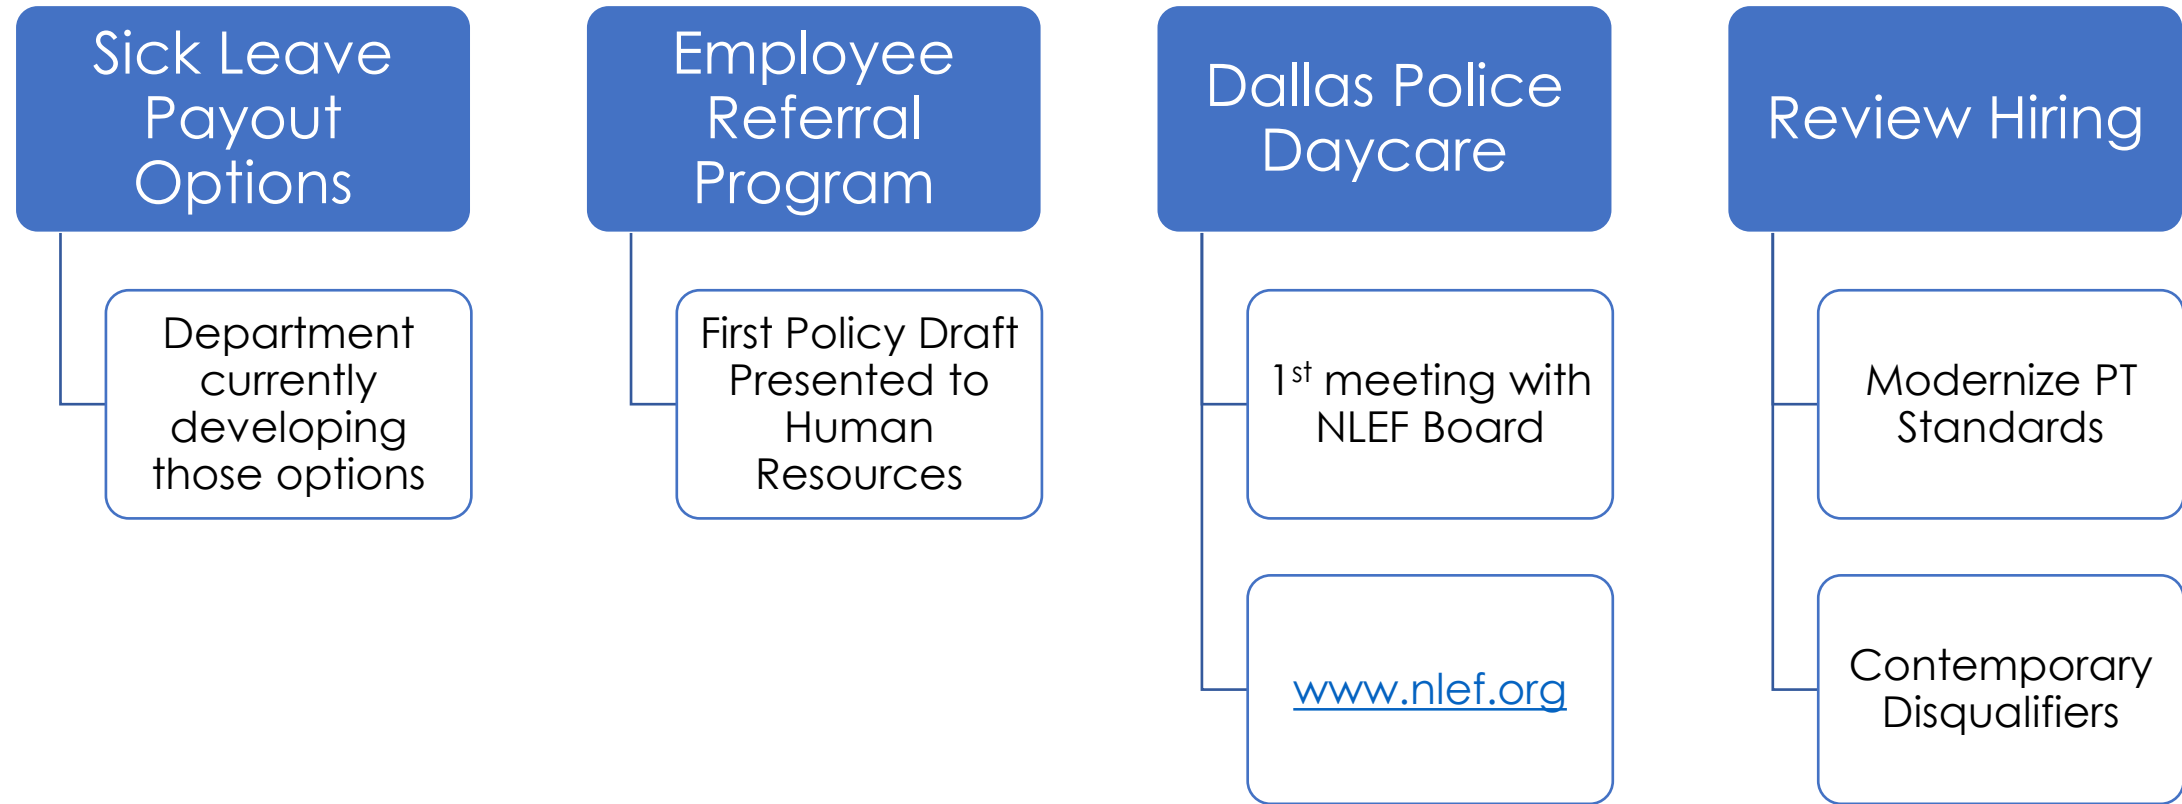 Sick Leave
Payout
Options
Department
currently
developing
those options
Employee
Referral
Program
First Policy Draft
Presented to
Human
Resources
Dallas Police
Daycare
1st meeting with
NLEF Board
www.nlef.org
Review Hiring
Modernize PT
Standards
Contemporary
Disqualifiers